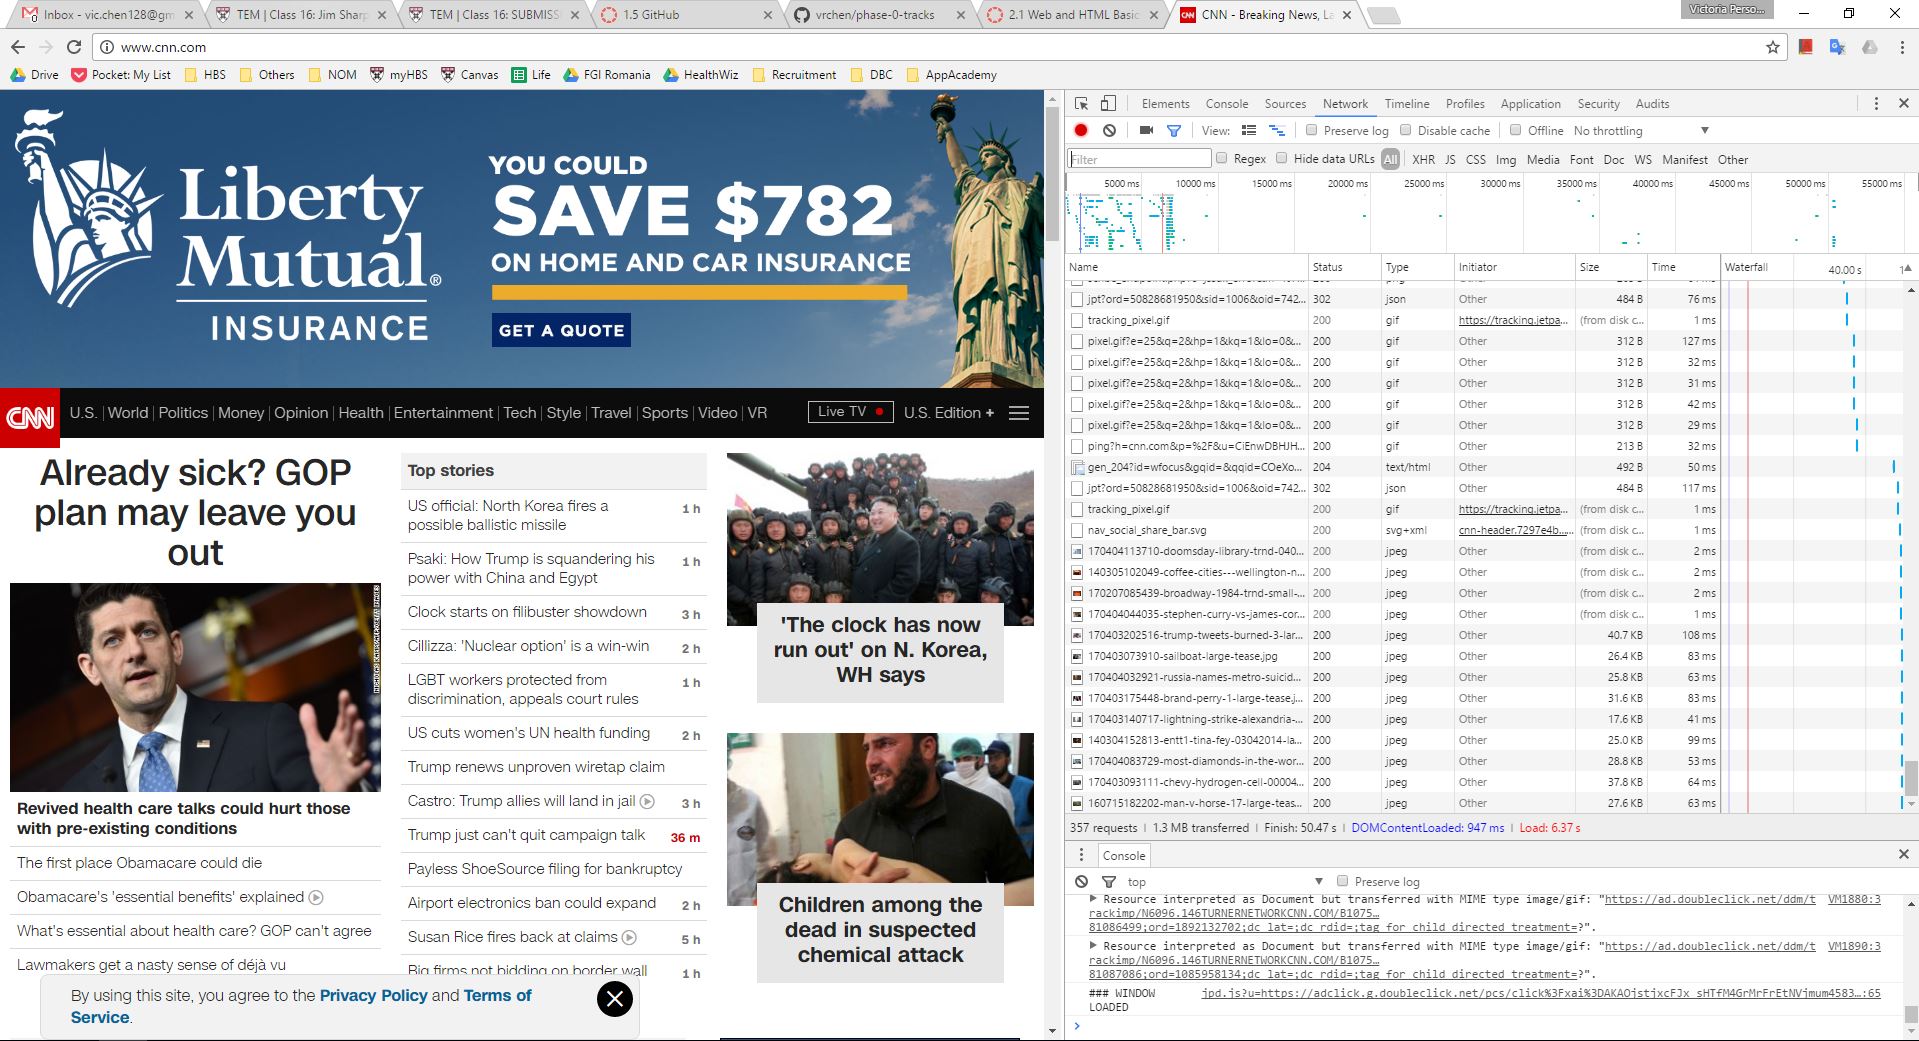 Inbox - vic.chen128@gm
TEM | Class 16: Jim Sharp
TEM | Class 16: SUBMISS
1.5 GitHub
vrchen/phase-0-tracks
2.1 Web and HTML Basic
CNN - Breaking News, La
Victoria Perso...
www.cnn.com
Drive
Pocket: My List
HBS
Others
NOM
myHBS
Canvas
Life
FGI Romania
HealthWiz
Recruitment
DBC
AppAcademy
Liberty
Mutual®
INSURANCE
YOU COULD
SAVE $782
ON HOME AND CAR INSURANCE
GET A QUOTE
CNN
U.S. | World | Politics | Money | Opinion | Health | Entertainment | Tech | Style | Travel | Sports | Video | VR
Live TV
U.S. Edition +
Already sick? GOP
plan may leave you
out
Revived health care talks could hurt those
with pre-existing conditions
The first place Obamacare could die
Obamacare's 'essential benefits' explained
What's essential about health care? GOP can't agree
Lawmakers get a nasty sense of déjà vu
Top stories
US official: North Korea fires a 1 h
possible ballistic missile
Psaki: How Trump is squandering his 1 h
power with China and Egypt
Clock starts on filibuster showdown 3 h
Cillizza: 'Nuclear option' is a win-win 2 h
LGBT workers protected from 1 h
discrimination, appeals court rules
US cuts women's UN health funding 2 h
Trump renews unproven wiretap claim
Castro: Trump allies will land in jail 3 h
Trump just can't quit campaign talk 36 m
Payless ShoeSource filing for bankruptcy
Airport electronics ban could expand 2 h
Susan Rice fires back at claims 5 h
Big firms not bidding on border wall 1 h
'The clock has now
run out' on N. Korea,
WH says
Children among the
dead in suspected
chemical attack
By using this site, you agree to the Privacy Policy and Terms of
Service.
Elements Console Sources Network Timeline Profiles Application Security Audits
View: Preserve log Disable cache Offline No throttling
Filter Regex Hide data URLs All XHR JS CSS Img Media Font Doc WS Manifest Other
5000 ms 10000 ms 15000 ms 20000 ms 25000 ms 30000 ms 35000 ms 40000 ms 45000 ms 50000 ms 55000 ms
Name Status Type Initiator Size Time Waterfall 40.00 s 1
jpt?ord=50828681950&sid=1006&oid=742... 302 json Other 484 B 76 ms
tracking_pixel.gif 200 gif https://tracking.jetpa... (from disk c... 1 ms
pixel.gif?e=25&q=2&hp=1&kq=1&lo=0&... 200 gif Other 312 B 127 ms
pixel.gif?e=25&q=2&hp=1&kq=1&lo=0&... 200 gif Other 312 B 32 ms
pixel.gif?e=25&q=2&hp=1&kq=1&lo=0&... 200 gif Other 312 B 31 ms
pixel.gif?e=25&q=2&hp=1&kq=1&lo=0&... 200 gif Other 312 B 42 ms
pixel.gif?e=25&q=2&hp=1&kq=1&lo=0&... 200 gif Other 312 B 29 ms
ping?h=cnn.com&p=%2F&u=CiEnwDBHJH... 200 gif Other 213 B 32 ms
gen_204?id=wfocus&gqid=&qqid=COeXo... 204 text/html Other 492 B 50 ms
jpt?ord=50828681950&sid=1006&oid=742... 302 json Other 484 B 117 ms
tracking_pixel.gif 200 gif https://tracking.jetpa... (from disk c... 1 ms
nav_social_share_bar.svg 200 svg+xml cnn-header.7297e4b.... (from disk c... 1 ms
170404113710-doomsday-library-trnd-040... 200 jpeg Other (from disk c... 2 ms
140305102049-coffee-cities---wellington-n... 200 jpeg Other (from disk c... 2 ms
170207085439-broadway-1984-trnd-small-... 200 jpeg Other (from disk c... 2 ms
170404044035-stephen-curry-vs-james-cor... 200 jpeg Other (from disk c... 1 ms
170403202516-trump-tweets-burned-3-lar... 200 jpeg Other 40.7 KB 108 ms
170403073910-sailboat-large-tease.jpg 200 jpeg Other 26.4 KB 83 ms
170404032921-russia-names-metro-suicid... 200 jpeg Other 25.8 KB 63 ms
170403175448-brand-perry-1-large-tease.j... 200 jpeg Other 31.6 KB 83 ms
170403140717-lightning-strike-alexandria-... 200 jpeg Other 17.6 KB 41 ms
140304152813-entt1-tina-fey-03042014-la... 200 jpeg Other 25.0 KB 99 ms
170404083729-most-diamonds-in-the-wor... 200 jpeg Other 28.8 KB 53 ms
170403093111-chevy-hydrogen-cell-00004... 200 jpeg Other 37.8 KB 64 ms
160715182202-man-v-horse-17-large-teas... 200 jpeg Other 27.6 KB 63 ms
357 requests | 1.3 MB transferred | Finish: 50.47 s | DOMContentLoaded: 947 ms | Load: 6.37 s
Console
top Preserve log
Resource interpreted as Document but transferred with MIME type image/gif: "https://ad.doubleclick.net/ddm/t VM1880:3
rackimp/N6096.146TURNERNETWORKCNN.COM/B1075…
81086499;ord=1892132702;dc_lat=;dc_rdid=;tag_for_child_directed_treatment=?".
Resource interpreted as Document but transferred with MIME type image/gif: "https://ad.doubleclick.net/ddm/t VM1890:3
rackimp/N6096.146TURNERNETWORKCNN.COM/B1075…
81087086;ord=1085958134;dc_lat=;dc_rdid=;tag_for_child_directed_treatment=?".
### WINDOW jpd.js?u=https://adclick.g.doubleclick.net/pcs/click%3Fxai%3DAKAOjstjxcFJx_sHTfM4GrMrFrEtNVjmum4583…:65
LOADED